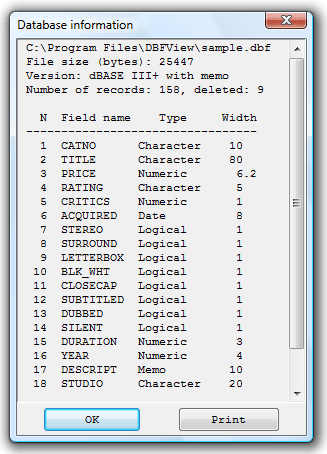 Database information
C:\Program Files\DBFView\sample.dbf
File size (bytes): 25447
Version: dBASE III+ with memo
Number of records: 158, deleted: 9
N Field name Type Width
-----------------------------------
1 CATNO Character 10
2 TITLE Character 80
3 PRICE Numeric 6.2
4 RATING Character 5
5 CRITICS Numeric 1
6 ACQUIRED Date 8
7 STEREO Logical 1
8 SURROUND Logical 1
9 LETTERBOX Logical 1
10 BLK_WHT Logical 1
11 CLOSECAP Logical 1
12 SUBTITLED Logical 1
13 DUBBED Logical 1
14 SILENT Logical 1
15 DURATION Numeric 3
16 YEAR Numeric 4
17 DESCRIPT Memo 10
18 STUDIO Character 20
OK Print